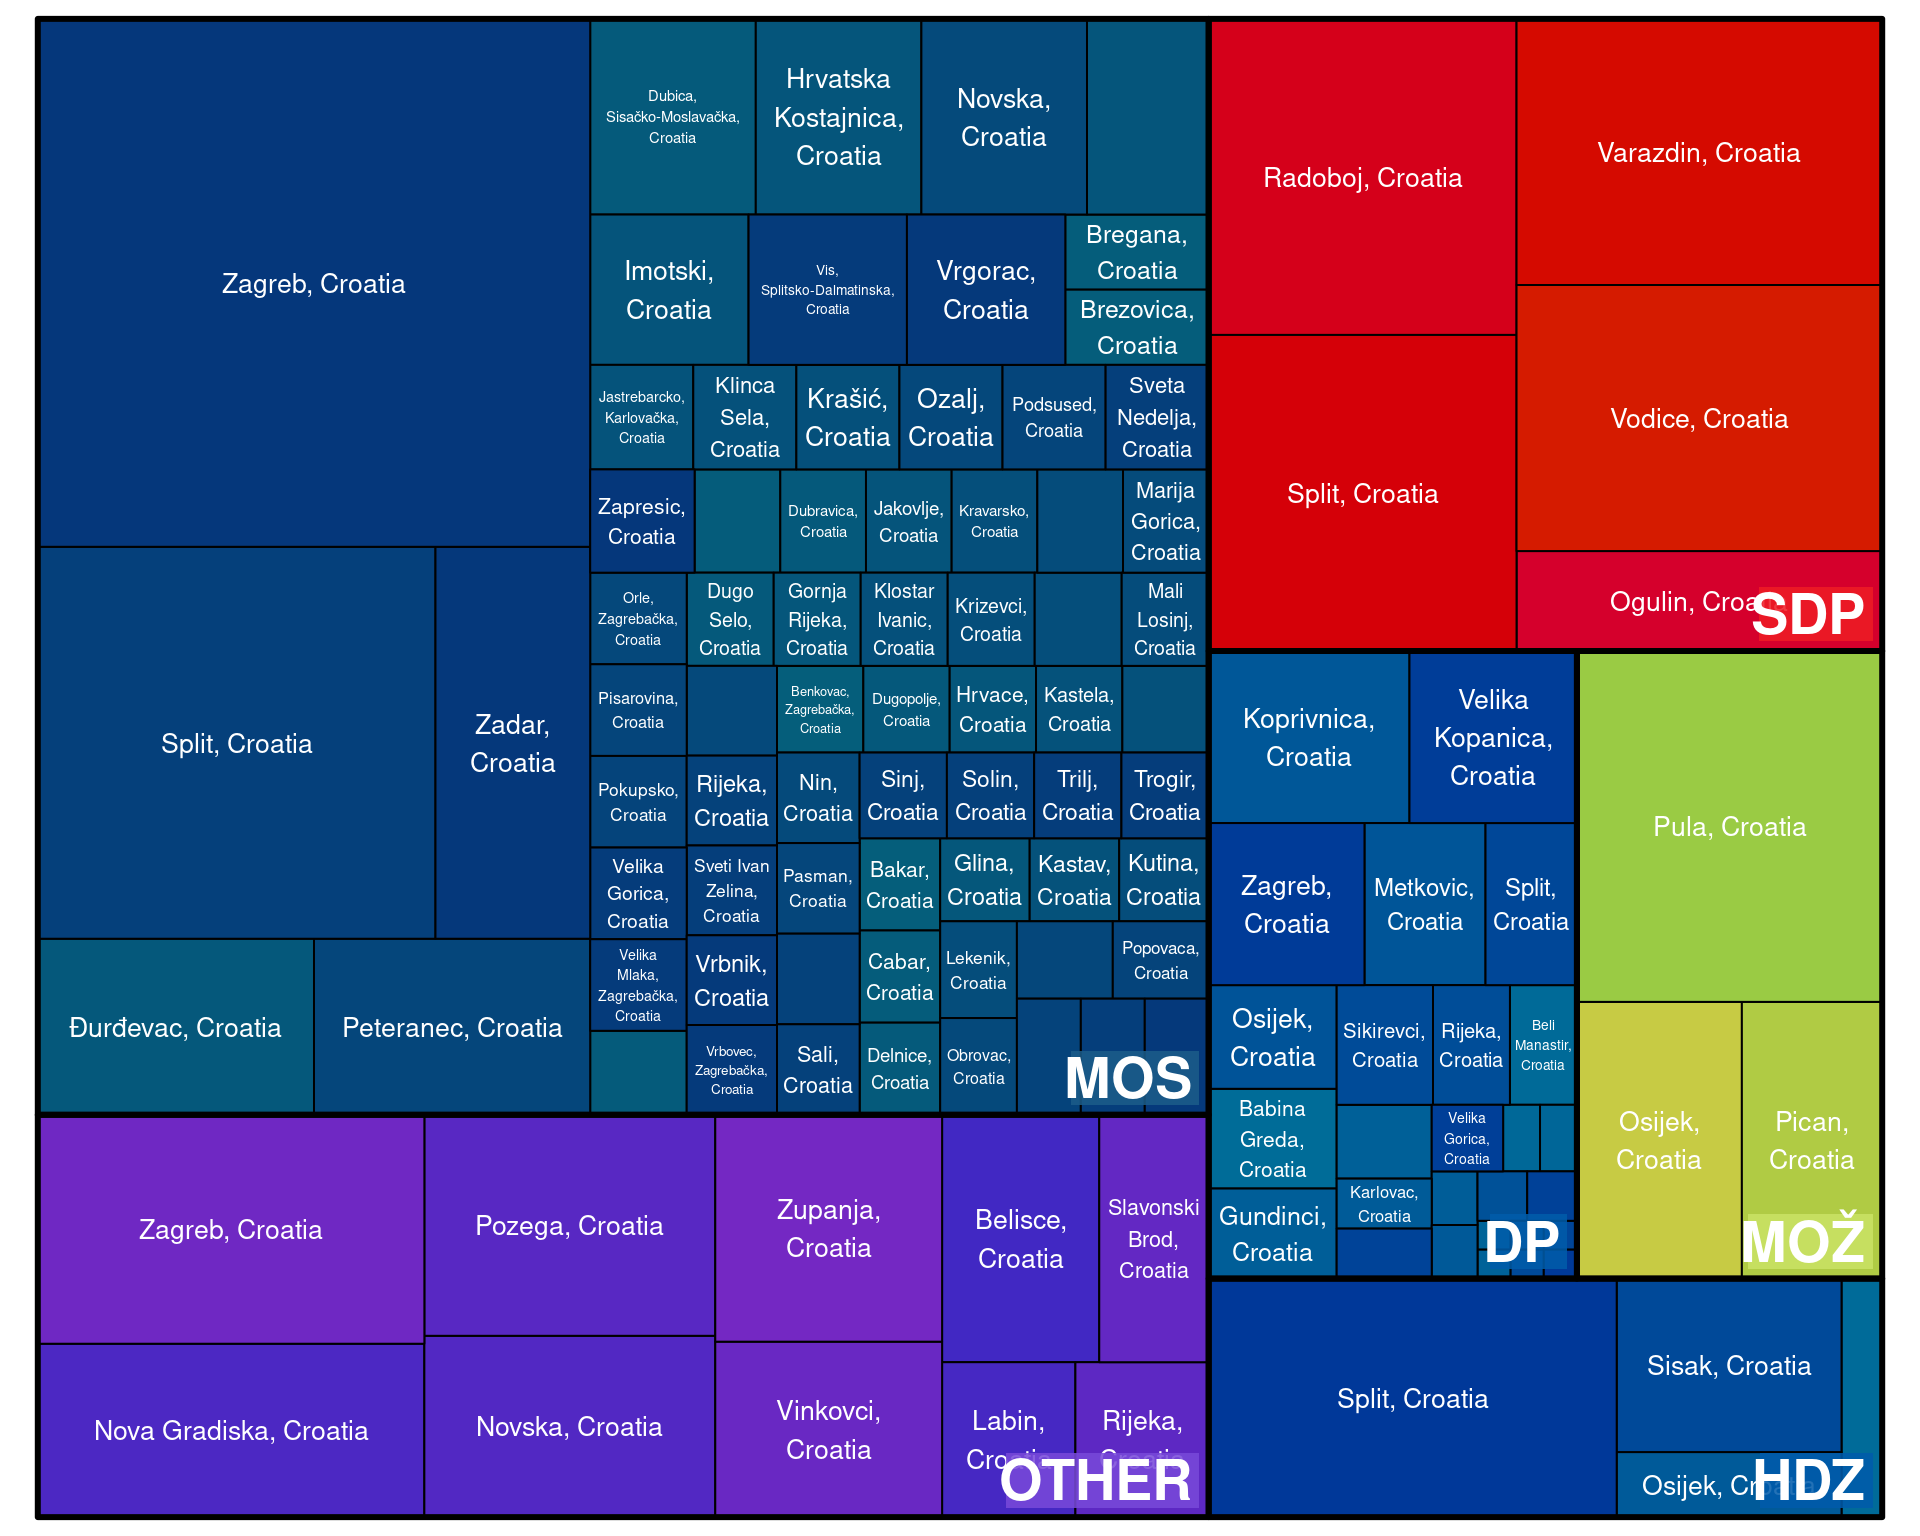 Zagreb, Croatia
Split, Croatia
Zadar,
Croatia
Đurđevac, Croatia
Peteranec, Croatia
Dubica,
Sisačko-Moslavačka,
Croatia
Hrvatska
Kostajnica,
Croatia
Novska,
Croatia
Imotski,
Croatia
Vis,
Splitsko-Dalmatinska,
Croatia
Vrgorac,
Croatia
Bregana,
Croatia
Brezovica,
Croatia
Jastrebarcko,
Karlovačka,
Croatia
Klinca
Sela,
Croatia
Krašić,
Croatia
Ozalj,
Croatia
Podsused,
Croatia
Sveta
Nedelja,
Croatia
Zapresic,
Croatia
Dubravica,
Croatia
Jakovlje,
Croatia
Kravarsko,
Croatia
Marija
Gorica,
Croatia
Orle,
Zagrebačka,
Croatia
Dugo
Selo,
Croatia
Gornja
Rijeka,
Croatia
Klostar
Ivanic,
Croatia
Krizevci,
Croatia
Mali
Losinj,
Croatia
Pisarovina,
Croatia
Benkovac,
Zagrebačka,
Croatia
Dugopolje,
Croatia
Hrvace,
Croatia
Kastela,
Croatia
Pokupsko,
Croatia
Rijeka,
Croatia
Nin,
Croatia
Sinj,
Croatia
Solin,
Croatia
Trilj,
Croatia
Trogir,
Croatia
Velika
Gorica,
Croatia
Sveti Ivan
Zelina,
Croatia
Pasman,
Croatia
Bakar,
Croatia
Glina,
Croatia
Kastav,
Croatia
Kutina,
Croatia
Velika
Mlaka,
Zagrebačka,
Croatia
Vrbnik,
Croatia
Cabar,
Croatia
Lekenik,
Croatia
Popovaca,
Croatia
Vrbovec,
Zagrebačka,
Croatia
Sali,
Croatia
Delnice,
Croatia
Obrovac,
Croatia
MOS
Zagreb, Croatia
Nova Gradiska, Croatia
Pozega, Croatia
Novska, Croatia
Zupanja,
Croatia
Vinkovci,
Croatia
Belisce,
Croatia
Slavonski
Brod,
Croatia
Labin,
Croatia
Rijeka,
Croatia
OTHER
Radoboj, Croatia
Split, Croatia
Varazdin, Croatia
Vodice, Croatia
Ogulin, Croatia
SDP
Koprivnica,
Croatia
Velika
Kopanica,
Croatia
Zagreb,
Croatia
Metkovic,
Croatia
Split,
Croatia
Osijek,
Croatia
Sikirevci,
Croatia
Rijeka,
Croatia
Beli
Manastir,
Croatia
Babina
Greda,
Croatia
Velika
Gorica,
Croatia
Gundinci,
Croatia
Karlovac,
Croatia
DP
Pula, Croatia
Osijek,
Croatia
Pican,
Croatia
MOŽ
Split, Croatia
Sisak, Croatia
Osijek, Croatia
HDZ